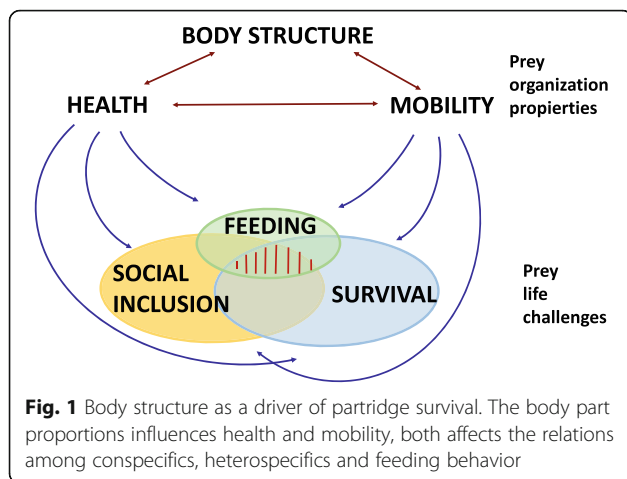 BODY STRUCTURE
Prey
organization
propierties
HEALTH
MOBILITY
FEEDING
SOCIAL
INCLUSION
SURVIVAL
Prey
life
challenges
Fig. 1 Body structure as a driver of partridge survival. The body part
proportions influences health and mobility, both affects the relations
among conspecifics, heterospecifics and feeding behavior